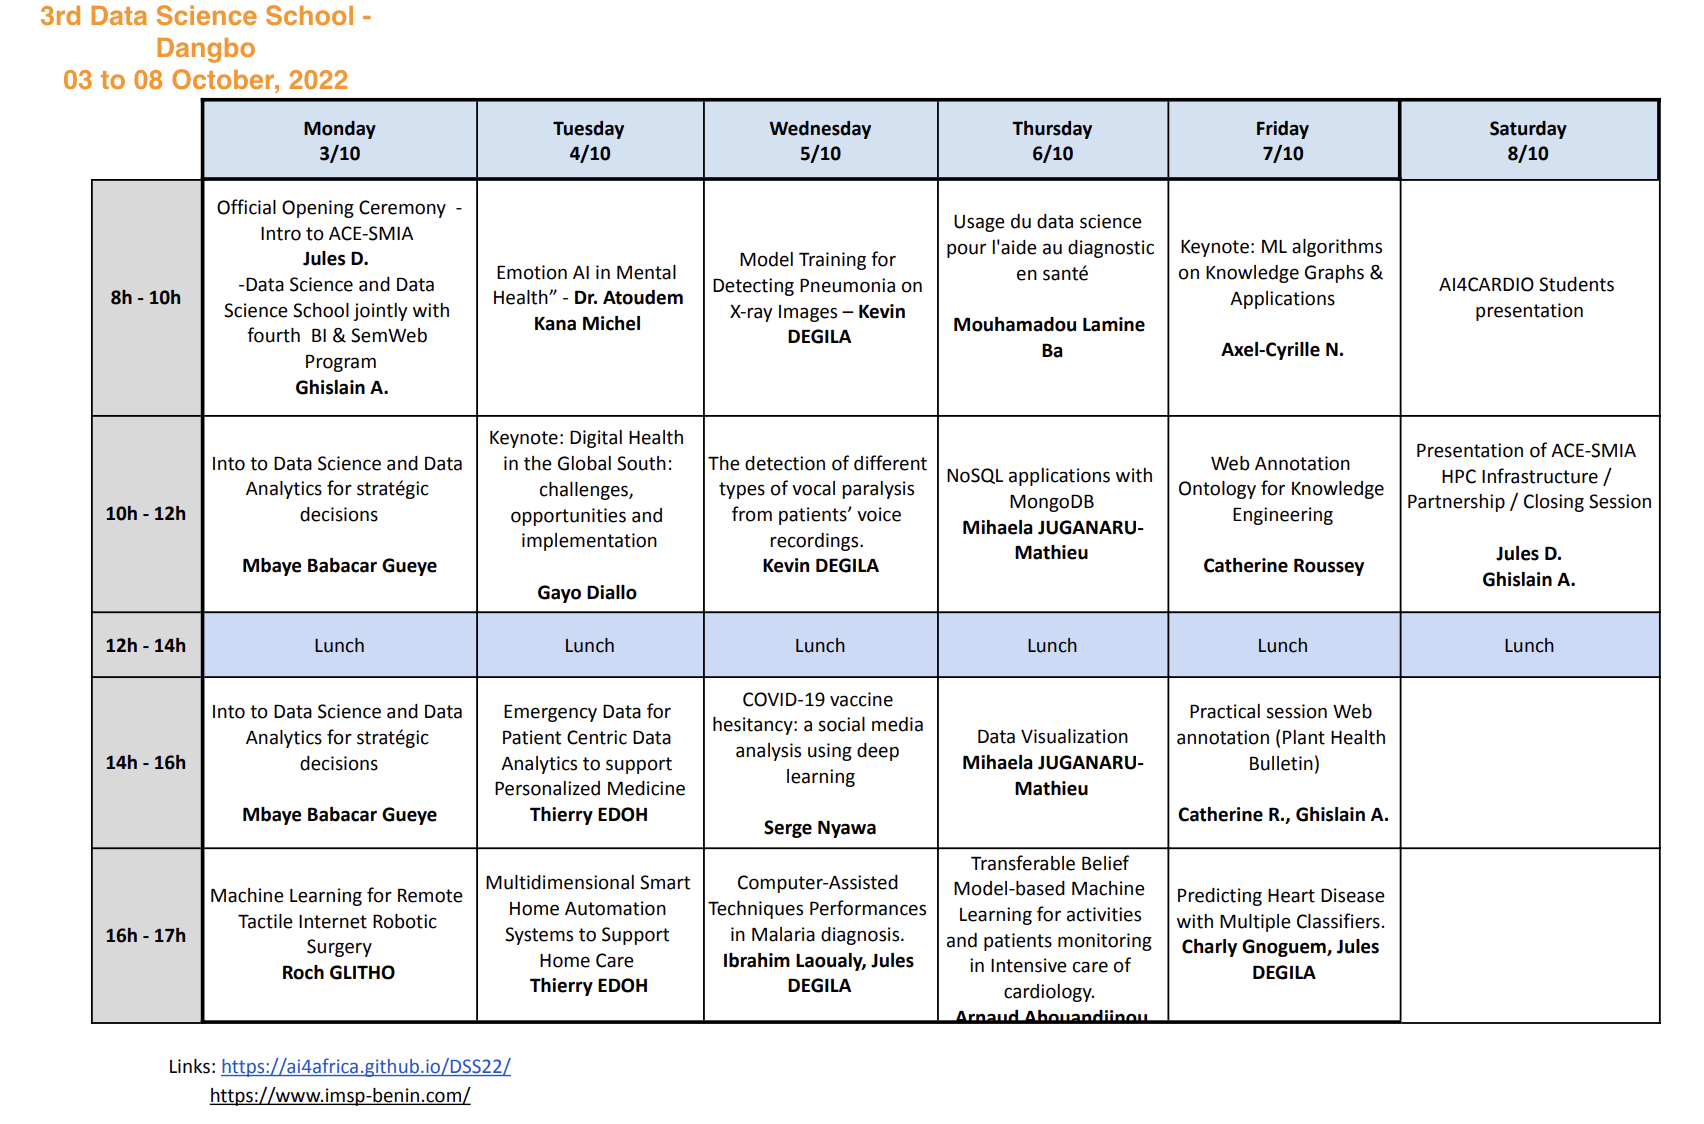 3rd Data Science School -
Dangbo
03 to 08 October, 2022
Monday
3/10
Tuesday
4/10
Wednesday
5/10
Thursday
6/10
Friday
7/10
Saturday
8/10
8h - 10h
Official Opening Ceremony -
Intro to ACE-SMIA
Jules D.
-Data Science and Data
Science School jointly with
fourth BI & SemWeb
Program
Ghislain A.
Emotion AI in Mental
Health” - Dr. Atoudem
Kana Michel
Model Training for
Detecting Pneumonia on
X-ray Images – Kevin
DEGILA
Usage du data science
pour l'aide au diagnostic
en santé
Mouhamadou Lamine
Ba
Keynote: ML algorithms
on Knowledge Graphs &
Applications
Axel-Cyrille N.
AI4CARDIO Students
presentation
10h - 12h
Into to Data Science and Data
Analytics for stratégic
decisions
Mbaye Babacar Gueye
Keynote: Digital Health
in the Global South:
challenges,
opportunities and
implementation
Gayo Diallo
The detection of different
types of vocal paralysis
from patients’ voice
recordings.
Kevin DEGILA
NoSQL applications with
MongoDB
Mihaela JUGANARU-
Mathieu
Web Annotation
Ontology for Knowledge
Engineering
Catherine Roussey
Presentation of ACE-SMIA
HPC Infrastructure /
Partnership / Closing Session
Jules D.
Ghislain A.
12h - 14h
Lunch
Lunch
Lunch
Lunch
Lunch
Lunch
14h - 16h
Into to Data Science and Data
Analytics for stratégic
decisions
Mbaye Babacar Gueye
Emergency Data for
Patient Centric Data
Analytics to support
Personalized Medicine
Thierry EDOH
COVID-19 vaccine
hesitancy: a social media
analysis using deep
learning
Serge Nyawa
Data Visualization
Mihaela JUGANARU-
Mathieu
Practical session Web
annotation (Plant Health
Bulletin)
Catherine R., Ghislain A.
16h - 17h
Machine Learning for Remote
Tactile Internet Robotic
Surgery
Roch GLITHO
Multidimensional Smart
Home Automation
Systems to Support
Home Care
Thierry EDOH
Computer-Assisted
Techniques Performances
in Malaria diagnosis.
Ibrahim Laoualy, Jules
DEGILA
Transferable Belief
Model-based Machine
Learning for activities
and patients monitoring
in Intensive care of
cardiology.
Arnaud Ahouandjinou
Predicting Heart Disease
with Multiple Classifiers.
Charly Gnoguem, Jules
DEGILA
Links: https://ai4africa.github.io/DSS22/
https://www.imsp-benin.com/